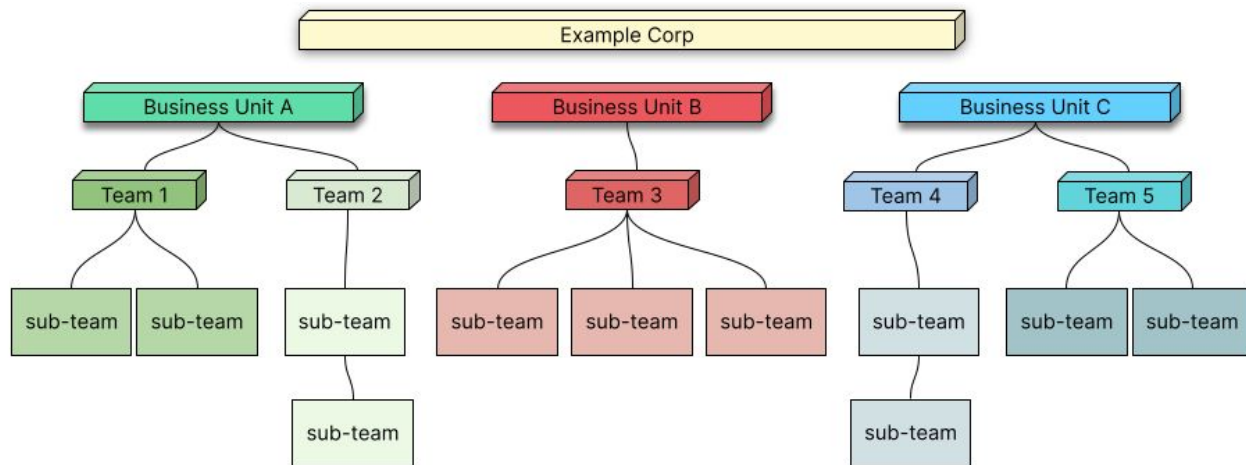 Example Corp
Business Unit A
Business Unit B
Business Unit C
Team 1
Team 2
Team 3
Team 4
Team 5
sub-team
sub-team
sub-team
sub-team
sub-team
sub-team
sub-team
sub-team
sub-team
sub-team
sub-team